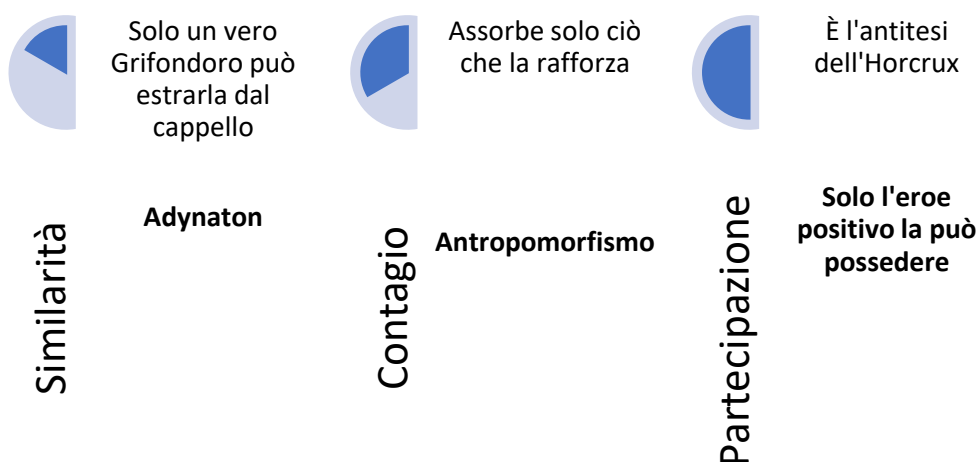 Solo un vero
Grifondoro può
estrarla dal
cappello
Similarità
Adynaton
Assorbe solo ciò
che la rafforza
Contagio
Antropomorfismo
È l'antitesi
dell'Horcrux
Partecipazione
Solo l'eroe
positivo la può
possedere